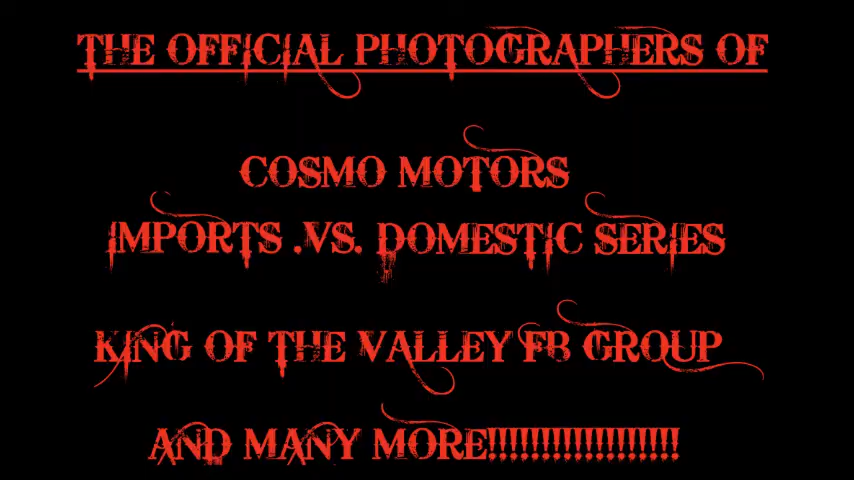 THE OFFICIAL PHOTOGRAPHERS OF
COSMO MOTORS
IMPORTS .VS. DOMESTIC SERIES
KING OF THE VALLEY FB GROUP
AND MANY MORE!!!!!!!!!!!!!!!!!!